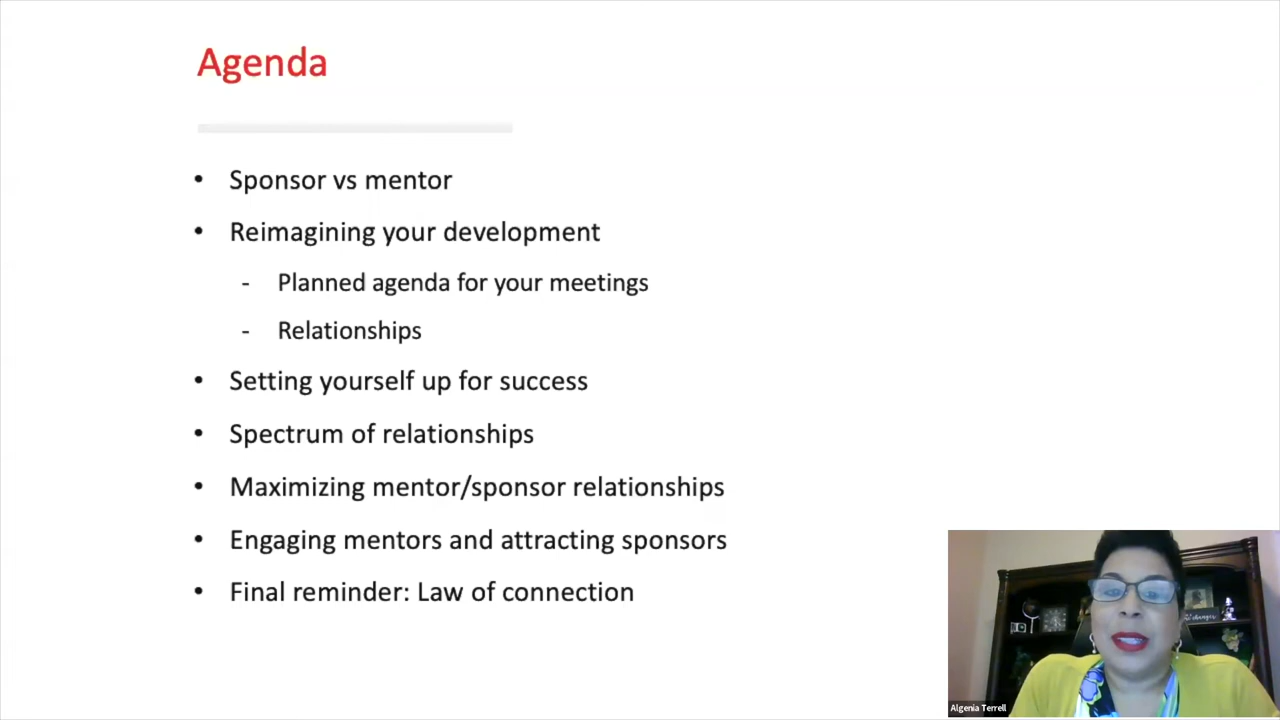 Agenda
• Sponsor vs mentor
• Reimagining your development
- Planned agenda for your meetings
- Relationships
• Setting yourself up for success
• Spectrum of relationships
• Maximizing mentor/sponsor relationships
• Engaging mentors and attracting sponsors
• Final reminder: Law of connection
changes
Algenia Terrell